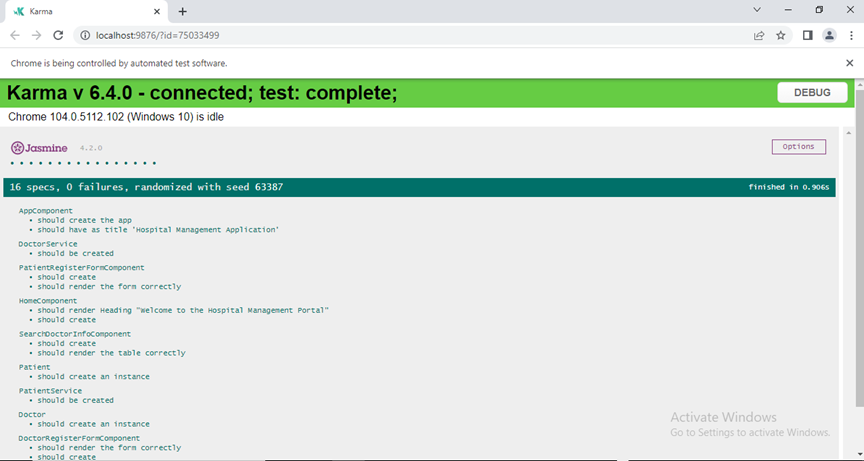 Karma
localhost:9876/?id=75033499
Chrome is being controlled by automated test software.
Karma v 6.4.0 - connected; test: complete;
DEBUG
Chrome 104.0.5112.102 (Windows 10) is idle
Jasmine 4.2.0
Options
• • • • • • • • • • • • • • • •
16 specs, 0 failures, randomized with seed 63387
finished in 0.906s
AppComponent
• should create the app
• should have as title 'Hospital Management Application'
DoctorService
• should be created
PatientRegisterFormComponent
• should create
• should render the form correctly
HomeComponent
• should render Heading "Welcome to the Hospital Management Portal"
• should create
SearchDoctorInfoComponent
• should create
• should render the table correctly
Patient
• should create an instance
PatientService
• should be created
Doctor
• should create an instance
DoctorRegisterFormComponent
• should render the form correctly
• should create
Activate Windows
Go to Settings to activate Windows.